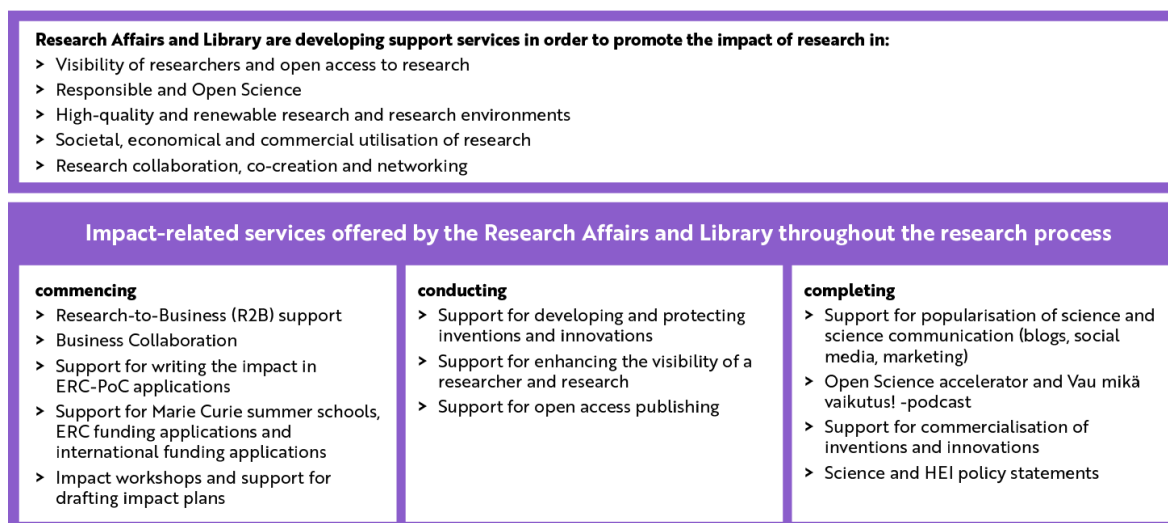 Research Affairs and Library are developing support services in order to promote the impact of research in:
> Visibility of researchers and open access to research
> Responsible and Open Science
> High-quality and renewable research and research environments
> Societal, economical and commercial utilisation of research
> Research collaboration, co-creation and networking
Impact-related services offered by the Research Affairs and Library throughout the research process
commencing
> Research-to-Business (R2B) support
> Business Collaboration
> Support for writing the impact in
ERC-PoC applications
> Support for Marie Curie summer schools,
ERC funding applications and
international funding applications
> Impact workshops and support for
drafting impact plans
conducting
> Support for developing and protecting
inventions and innovations
> Support for enhancing the visibility of a
researcher and research
> Support for open access publishing
completing
> Support for popularisation of science and
science communication (blogs, social
media, marketing)
> Open Science accelerator and Vau mikä
vaikutus! -podcast
> Support for commercialisation of
inventions and innovations
> Science and HEI policy statements